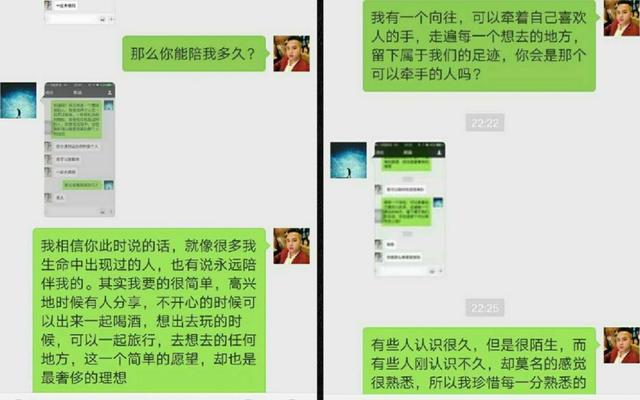 那么你能陪我多久？
我相信你此时说的话，就像很多我
生命中出现过的人，也有说永远陪
伴我的。其实我要的很简单，高兴
地时候有人分享，不开心的时候可
以出来一起喝酒，想出去玩的时
候，可以一起旅行，去想去的任何
地方，这一个简单的愿望，却也是
最奢侈的理想
我有一个向往，可以牵着自己喜欢
人的手，走遍每一个想去的地方，
留下属于我们的足迹，你会是那个
可以牵手的人吗？
22:22
22:25
有些人认识很久，但是很陌生，而
有些人刚认识不久，却莫名的感觉
很熟悉，所以我珍惜每一分熟悉的